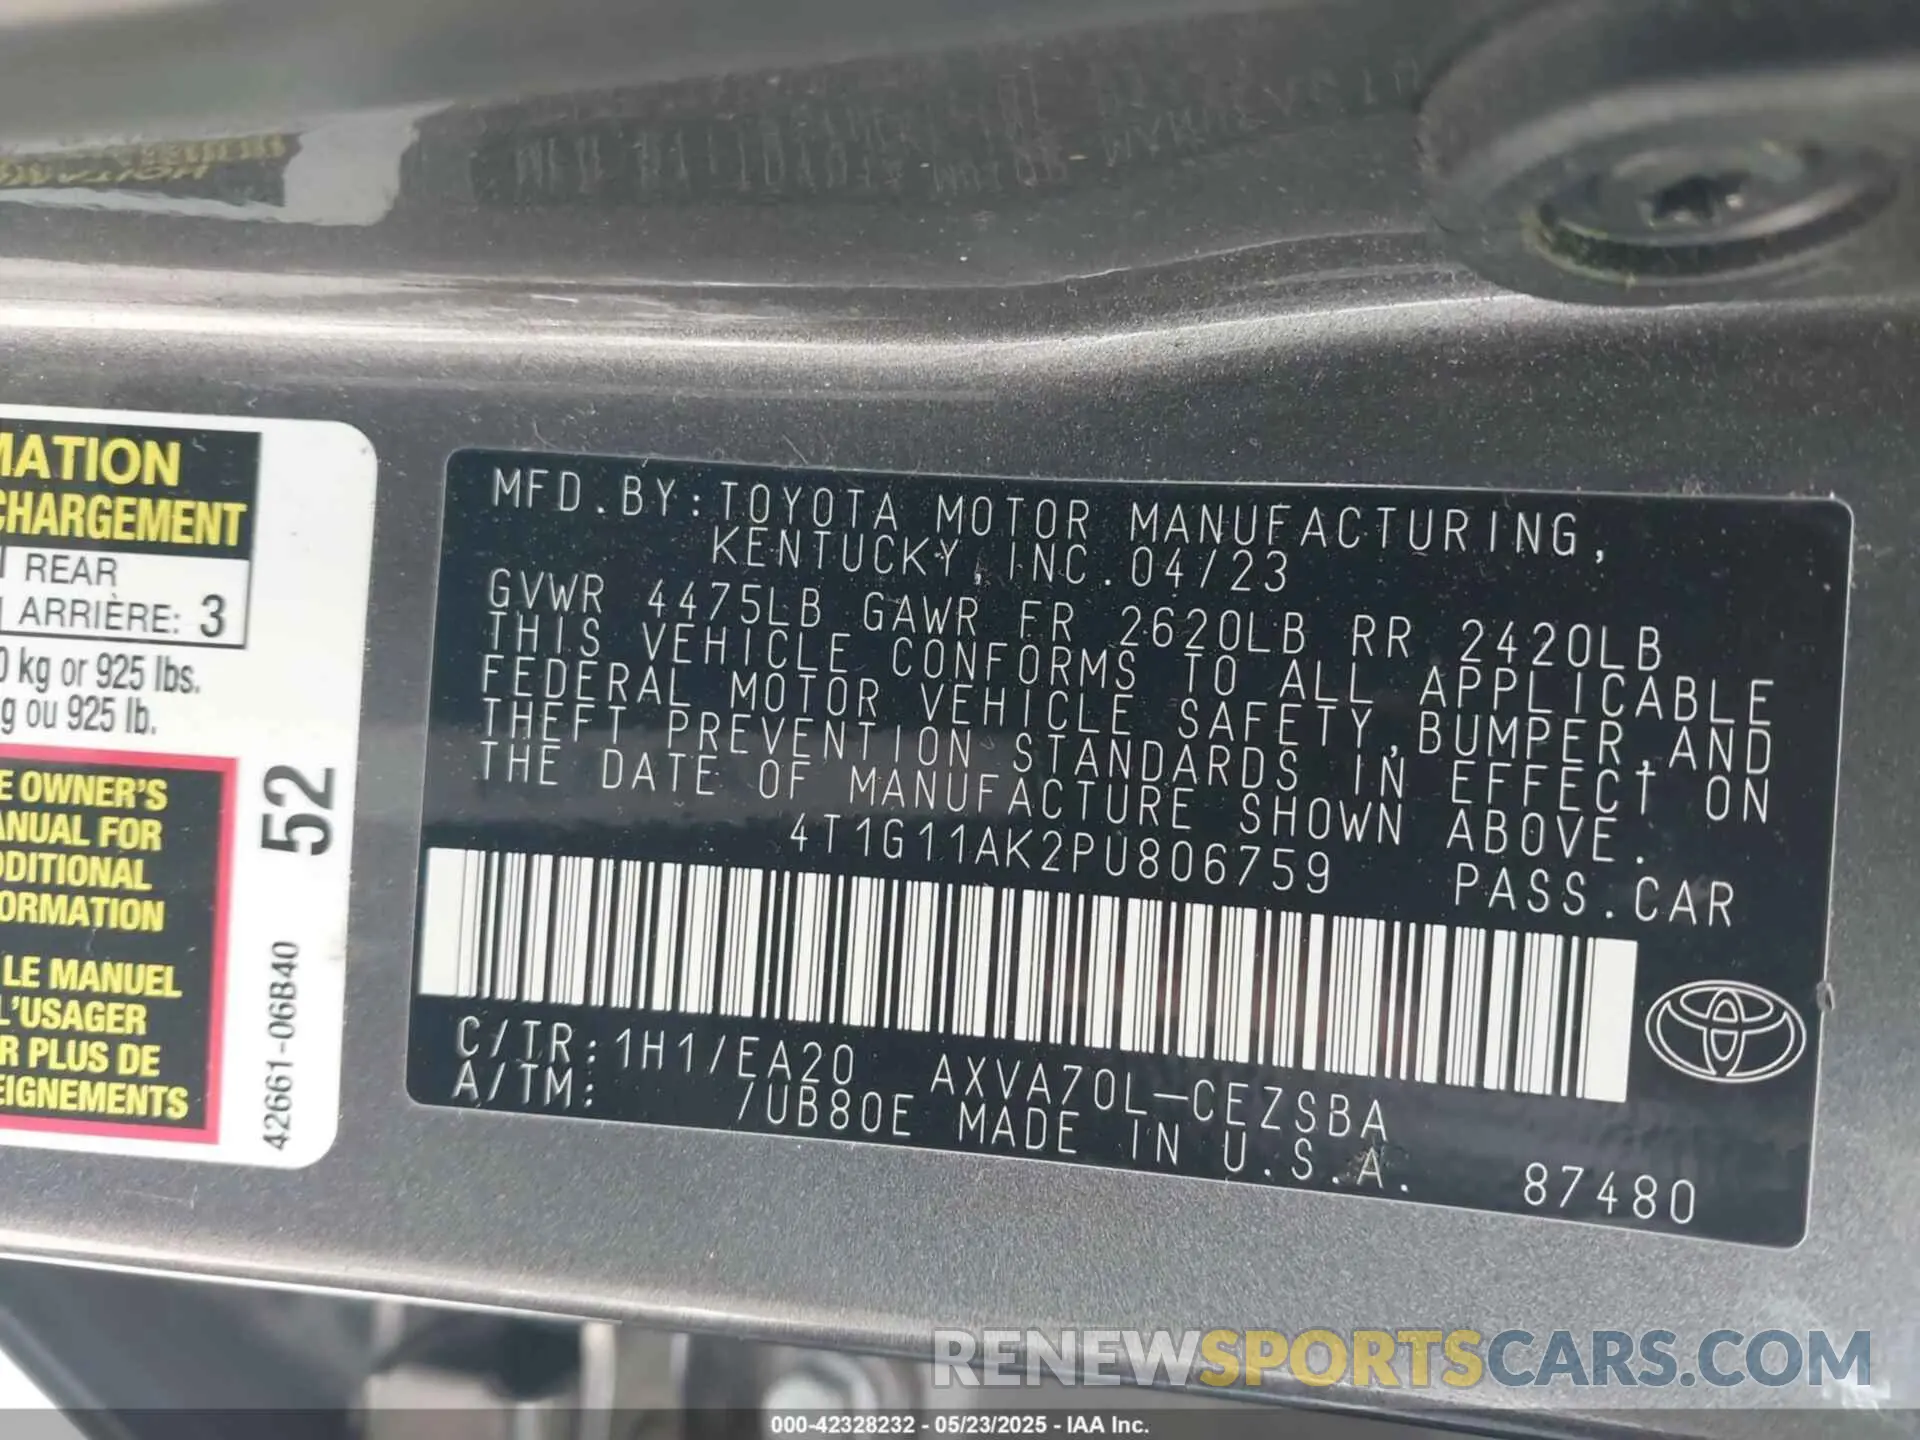 MATION
CHARGEMENT
REAR
ARRIÈRE: 3
0 kg or 925 lbs.
g ou 925 lb.
OWNER'S
ANUAL FOR
DDITIONAL
ORMATION
LE MANUEL
L'USAGER
R PLUS DE
EIGNEMENTS
52
42661-06B40
MFD.BY:TOYOTA MOTOR MANUFACTURING,
KENTUCKY,INC.04/23
GVWR 4475LB GAWR FR 2620LB RR 2420LB
THIS VEHICLE CONFORMS TO ALL APPLICABLE
FEDERAL MOTOR VEHICLE SAFETY,BUMPER,AND
THEFT PREVENTION STANDARDS IN EFFECT ON
THE DATE OF MANUFACTURE SHOWN ABOVE.
4T1G11AK2PU806759 PASS.CAR
C/TR:1H1/EA20 AXVA70L-CEZSBA
A/TM: /UB80E MADE IN U.S.A.
87480
RENEWSPORTSCARS.COM
000-42328232 - 05/23/2025 - IAA Inc.